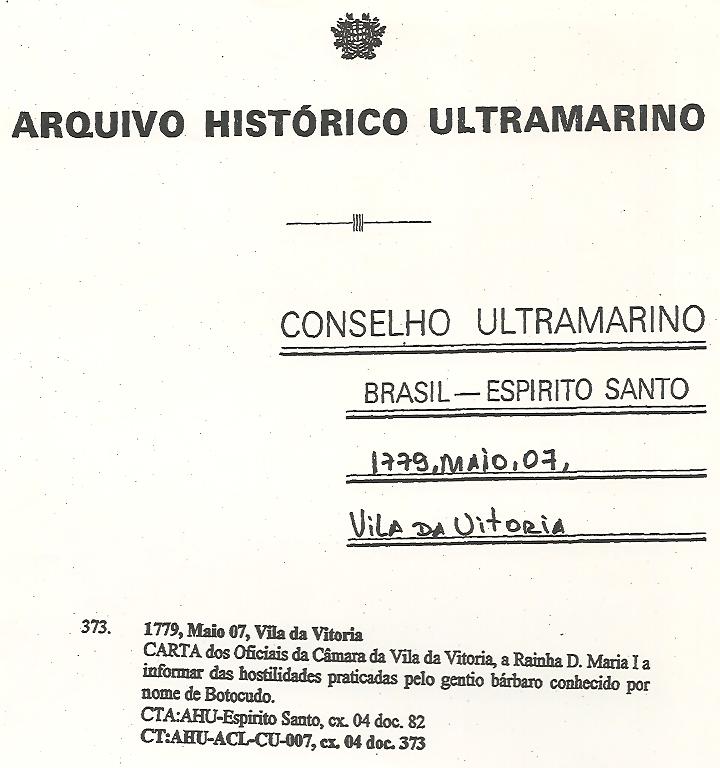 ARQUIVO HISTÓRICO ULTRAMARINO
CONSELHO ULTRAMARINO
BRASIL — ESPIRITO SANTO
1779, MAIO, 07,
VILA DA VITORIA
373. 1779, Maio 07, Vila da Vitoria
CARTA dos Oficiais da Câmara da Vila da Vitoria, a Rainha D. Maria I a
informar das hostilidades praticadas pelo gentio bárbaro conhecido por
nome de Botocudo.
CTA:AHU-Espirito Santo, cx. 04 doc. 82
CT:AHU-ACL-CU-007, cx. 04 doc. 373